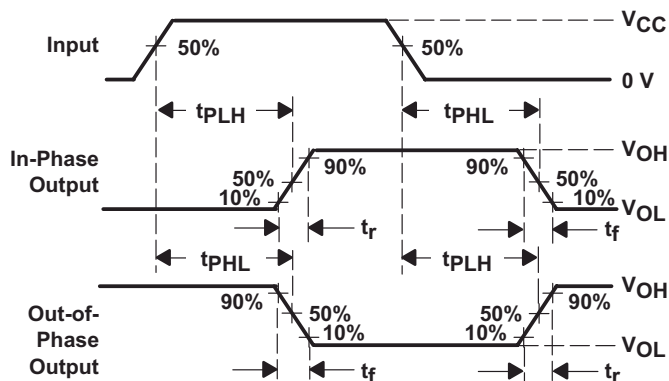 VCC
Input 50% 50%
0 V
tPLH tPHL
In-Phase Output
VOH
90% 90%
50% 50%
10% 10%
VOL
tr tf
tPHL tPLH
Out-of-Phase Output
VOH
90% 90%
50% 50%
10% 10%
VOL
tf tr